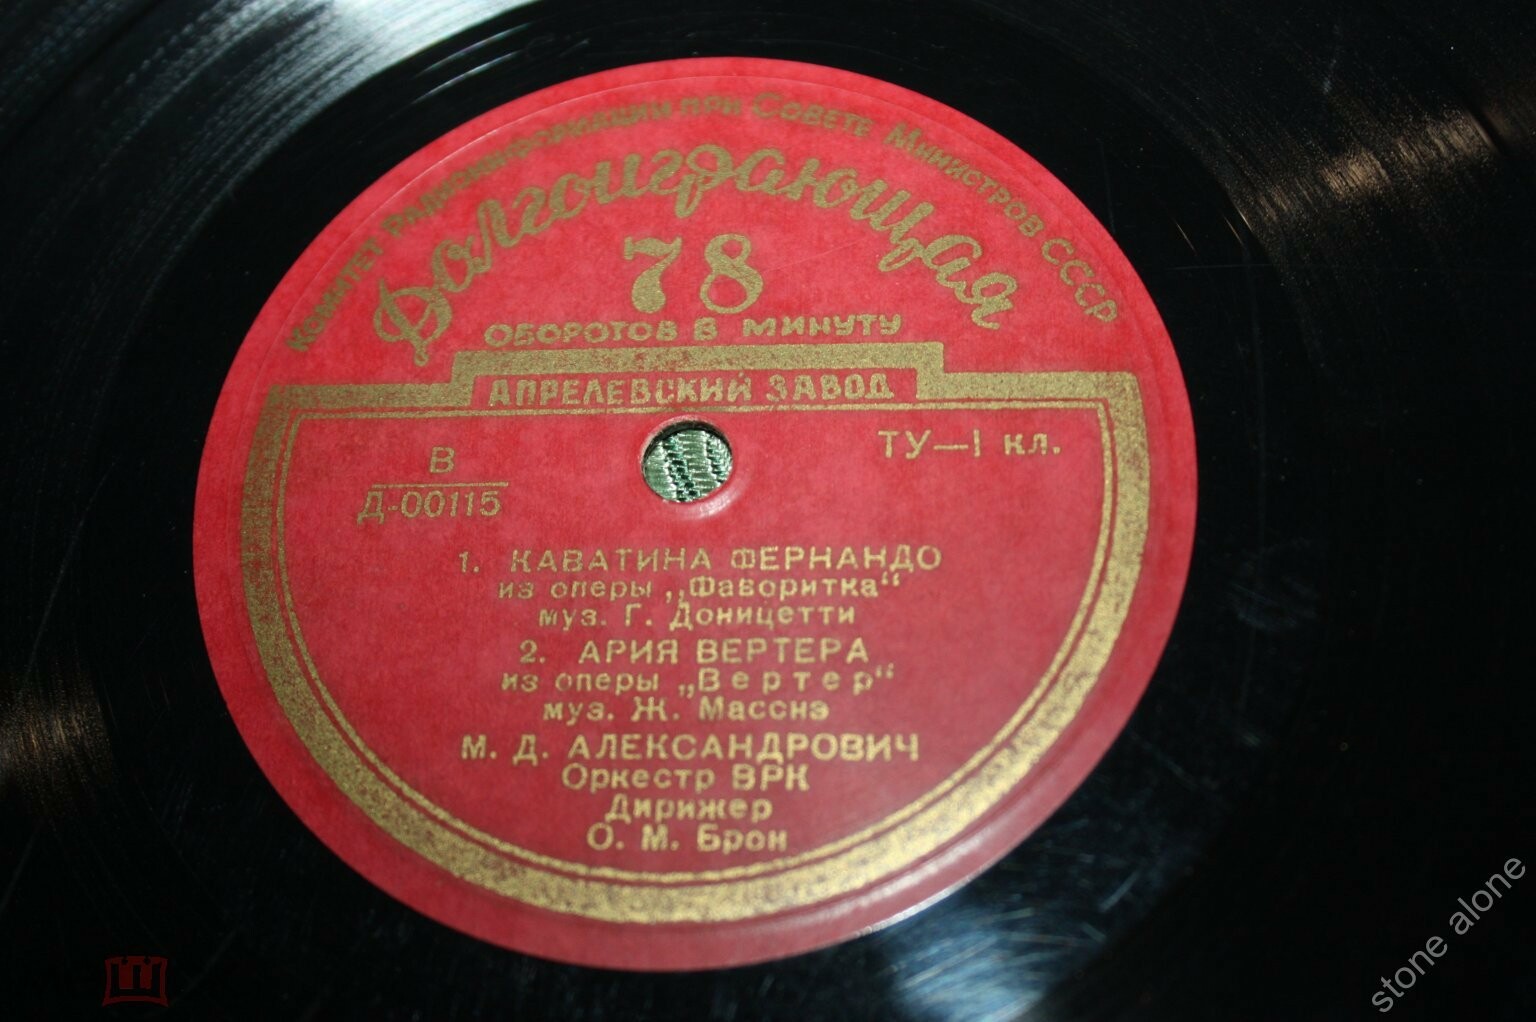 Комитет Радиоинформации при Совете Министров СССР
Долгоиграющая
78
ОБОРОТОВ В МИНУТУ
АПРЕЛЕВСКИЙ ЗАВОД
В
Д-00115
ТУ—I кл.
1. КАВАТИНА ФЕРНАНДО
из оперы „Фаворитка“
муз. Г. Доницетти
2. АРИЯ ВЕРТЕРА
из оперы „Вертер“
муз. Ж. Масснэ
М. Д. АЛЕКСАНДРОВИЧ
Оркестр ВРК
Дирижер
О. М. Брон
stone alone